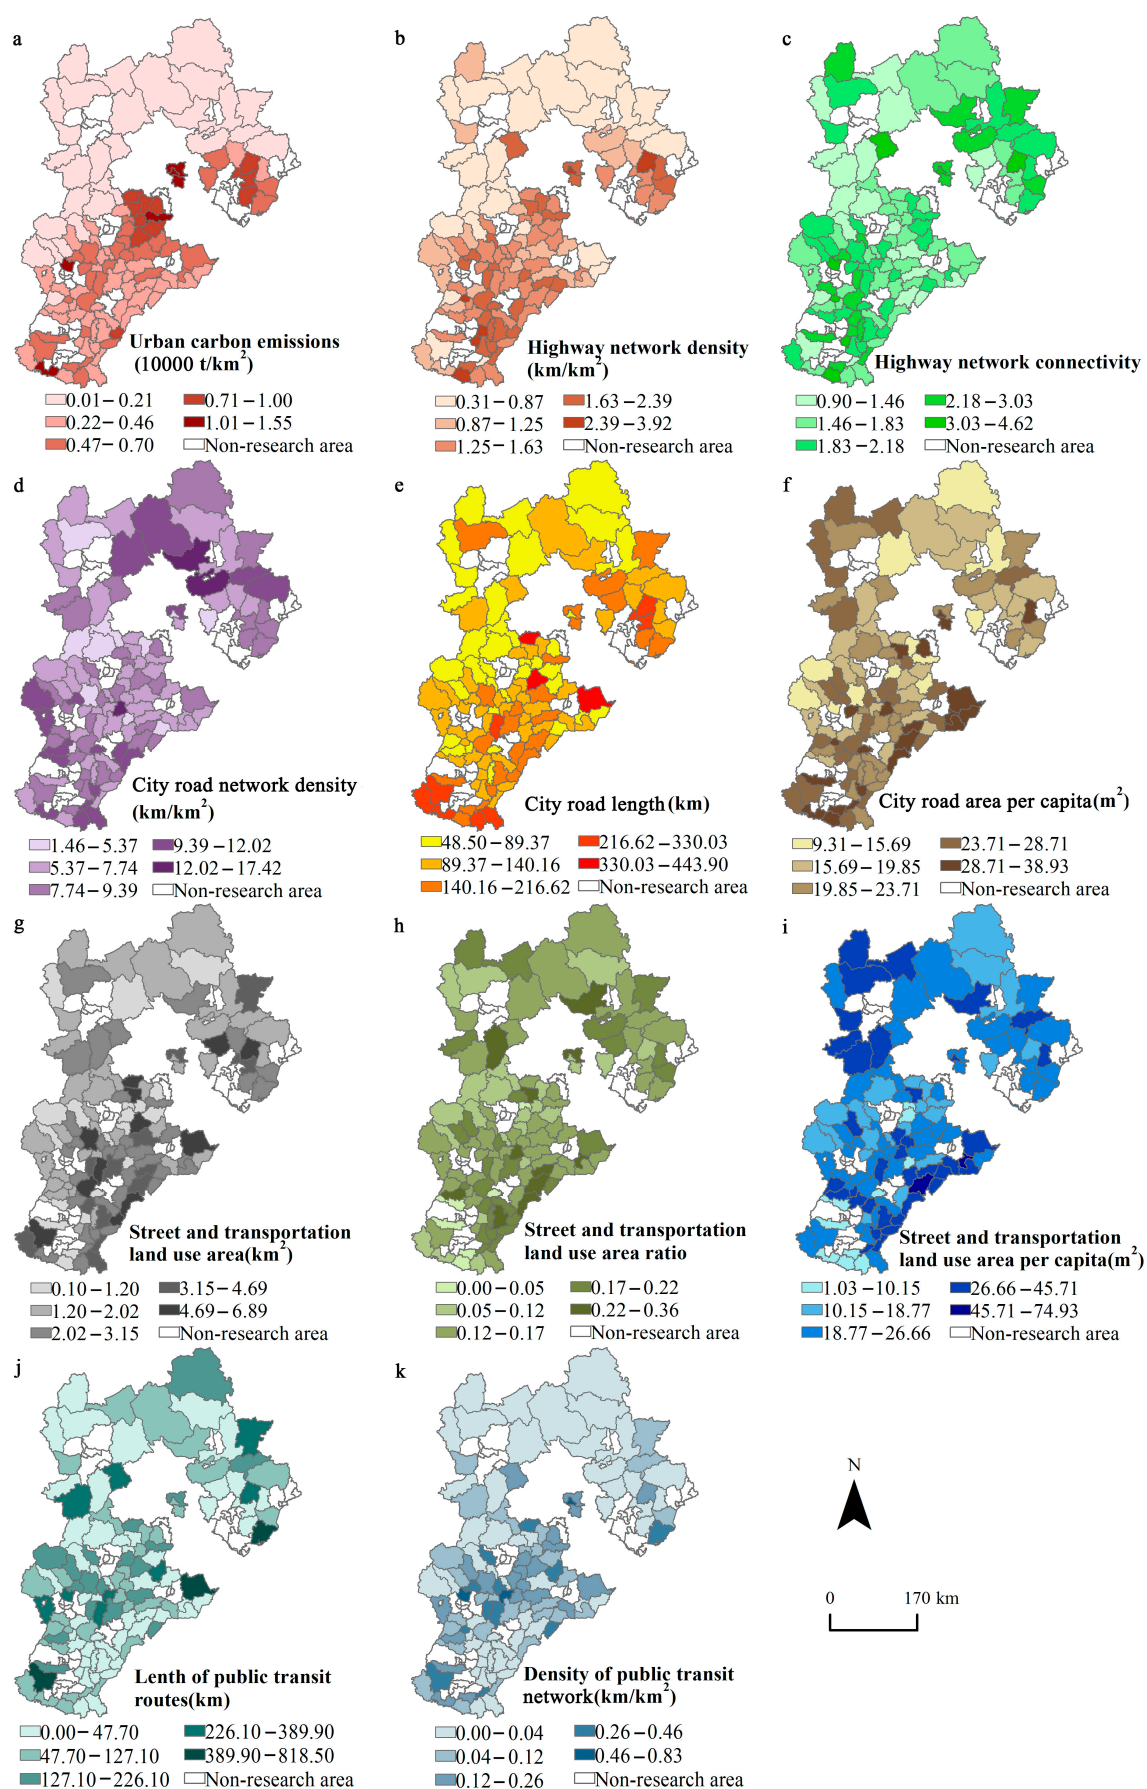 a
b
c
Urban carbon emissions
(10000 t/km²)
Highway network density
(km/km²)
Highway network connectivity
0.01−0.21 0.71−1.00
0.22−0.46 1.01−1.55
0.47−0.70 Non-research area
0.31−0.87 1.63−2.39
0.87−1.25 2.39−3.92
1.25−1.63 Non-research area
0.90−1.46 2.18−3.03
1.46−1.83 3.03−4.62
1.83−2.18 Non-research area
d
e
f
City road network density
(km/km²)
City road length(km)
City road area per capita(m²)
1.46−5.37 9.39−12.02
5.37−7.74 12.02−17.42
7.74−9.39 Non-research area
48.50−89.37 216.62−330.03
89.37−140.16 330.03−443.90
140.16−216.62 Non-research area
9.31−15.69 23.71−28.71
15.69−19.85 28.71−38.93
19.85−23.71 Non-research area
g
h
i
Street and transportation
land use area(km²)
Street and transportation
land use area ratio
Street and transportation
land use area per capita(m²)
0.10−1.20 3.15−4.69
1.20−2.02 4.69−6.89
2.02−3.15 Non-research area
0.00−0.05 0.17−0.22
0.05−0.12 0.22−0.36
0.12−0.17 Non-research area
1.03−10.15 26.66−45.71
10.15−18.77 45.71−74.93
18.77−26.66 Non-research area
j
k
Lenth of public transit
routes(km)
Density of public transit
network(km/km²)
0.00−47.70 226.10−389.90
47.70−127.10 389.90−818.50
127.10−226.10 Non-research area
0.00−0.04 0.26−0.46
0.04−0.12 0.46−0.83
0.12−0.26 Non-research area
N
0 170 km